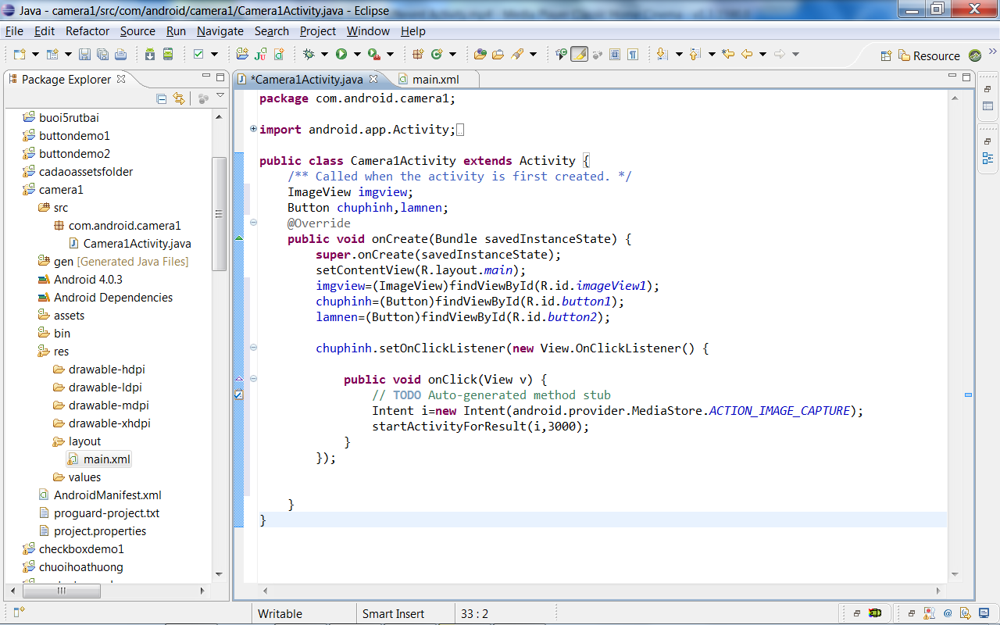 Java - camera1/src/com/android/camera1/Camera1Activity.java - Eclipse
File Edit Refactor Source Run Navigate Search Project Window Help
Resource
Package Explorer
*Camera1Activity.java
main.xml
buoi5rutbai
buttondemo1
buttondemo2
cadaoassetsfolder
camera1
src
com.android.camera1
Camera1Activity.java
gen [Generated Java Files]
Android 4.0.3
Android Dependencies
assets
bin
res
drawable-hdpi
drawable-ldpi
drawable-mdpi
drawable-xhdpi
layout
main.xml
values
AndroidManifest.xml
proguard-project.txt
project.properties
checkboxdemo1
chuoihoathuong
package com.android.camera1;
import android.app.Activity;
public class Camera1Activity extends Activity {
/** Called when the activity is first created. */
ImageView imgview;
Button chuphinh,lamnen;
@Override
public void onCreate(Bundle savedInstanceState) {
super.onCreate(savedInstanceState);
setContentView(R.layout.main);
imgview=(ImageView)findViewById(R.id.imageView1);
chuphinh=(Button)findViewById(R.id.button1);
lamnen=(Button)findViewById(R.id.button2);
chuphinh.setOnClickListener(new View.OnClickListener() {
public void onClick(View v) {
// TODO Auto-generated method stub
Intent i=new Intent(android.provider.MediaStore.ACTION_IMAGE_CAPTURE);
startActivityForResult(i,3000);
}
});
}
}
Writable
Smart Insert
33 : 2